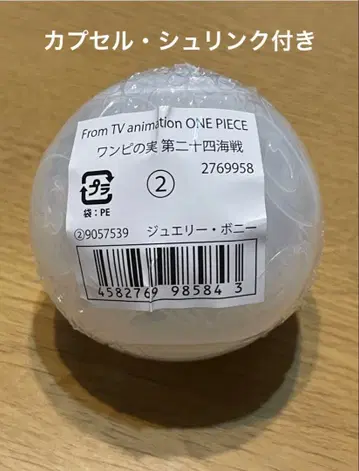 カプセル・シュリンク付き
From TV animation ONE PIECE
ワンピの実 第二十四海戦
2769958
②
プラ
袋：PE
②9057539 ジュエリー・ボニー
4582769 98584 3